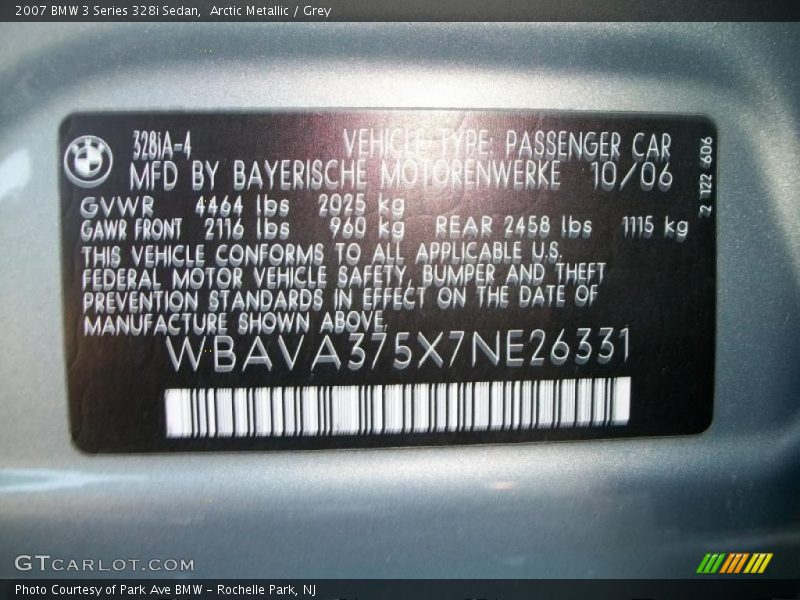 2007 BMW 3 Series 328i Sedan,  Arctic Metallic / Grey
328iA-4 VEHICLE TYPE: PASSENGER CAR
MFD BY BAYERISCHE MOTORENWERKE 10/06
GVWR 4464 lbs 2025 kg
GAWR FRONT 2116 lbs 960 kg REAR 2458 lbs 1115 kg
THIS VEHICLE CONFORMS TO ALL APPLICABLE U.S.
FEDERAL MOTOR VEHICLE SAFETY, BUMPER AND THEFT
PREVENTION STANDARDS IN EFFECT ON THE DATE OF
MANUFACTURE SHOWN ABOVE.
WBAVA375X7NE26331
22 1122 606
GTCARLOT.COM
Photo Courtesy of Park Ave BMW - Rochelle Park, NJ